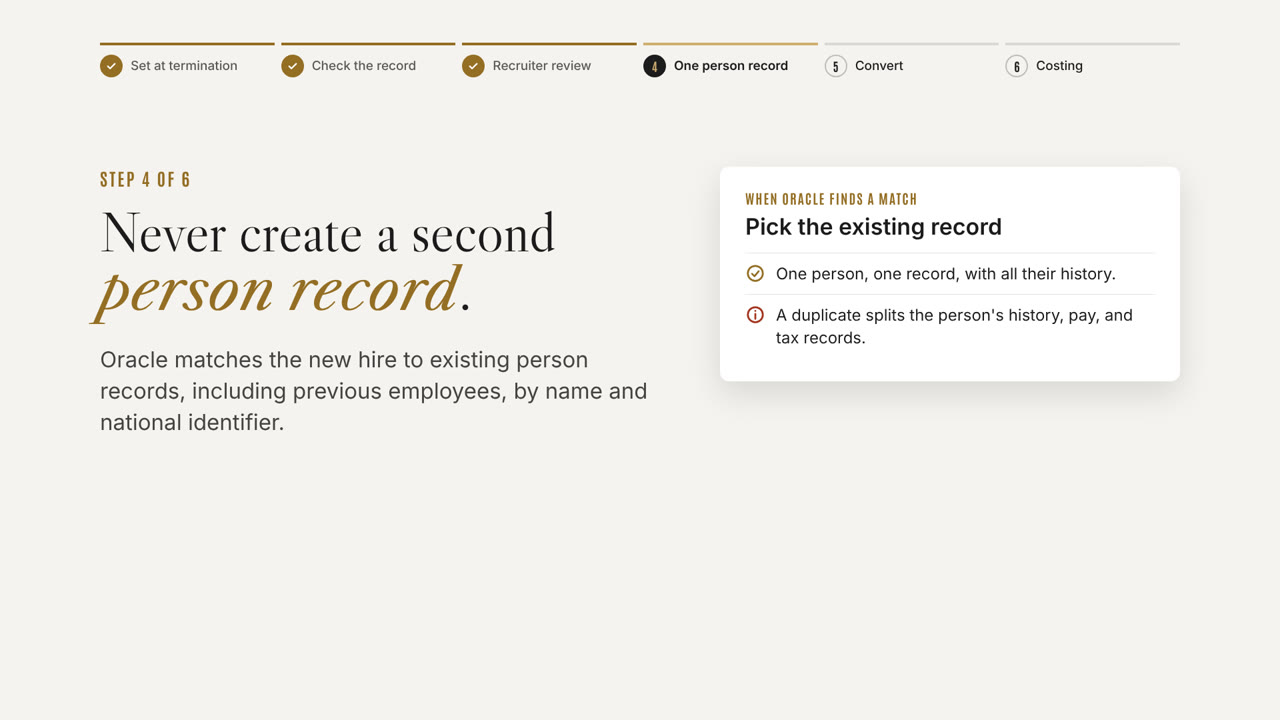 Set at termination
Check the record
Recruiter review
4 One person record
5 Convert
6 Costing
STEP 4 OF 6
Never create a second
person record.
Oracle matches the new hire to existing person
records, including previous employees, by name and
national identifier.
WHEN ORACLE FINDS A MATCH
Pick the existing record
One person, one record, with all their history.
A duplicate splits the person's history, pay, and
tax records.